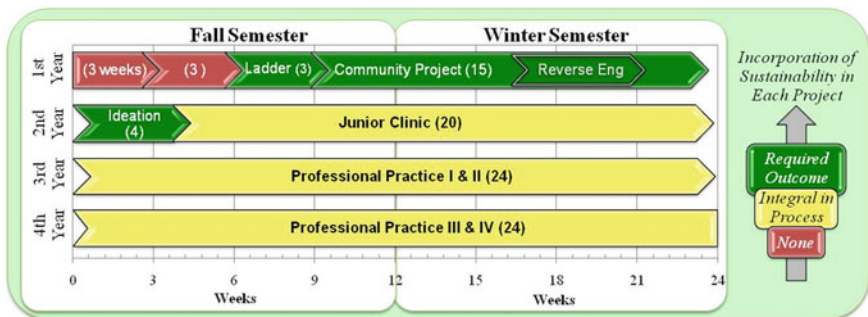 Fall Semester
Winter Semester
1st Year
(3 weeks)
(3 )
Ladder (3)
Community Project (15)
Reverse Eng
2nd Year
Ideation
(4)
Junior Clinic (20)
3rd Year
Professional Practice I & II (24)
4th Year
Professional Practice III & IV (24)
0 3 6 9 12 15 18 21 24
Weeks
Weeks
Incorporation of
Sustainability in
Each Project
Required
Outcome
Integral in
Process
None